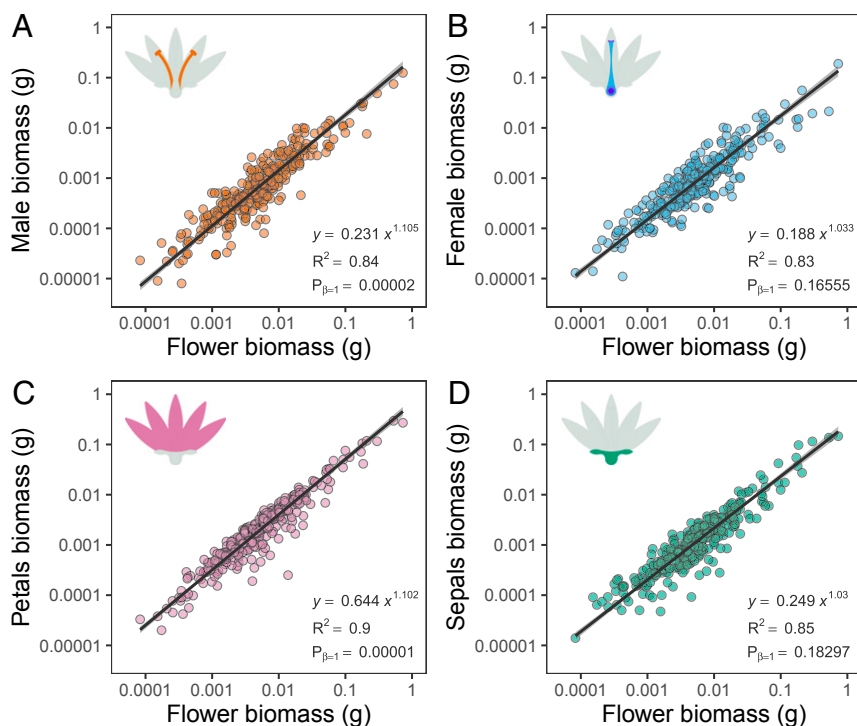 A
Male biomass (g)
1
0.1
0.01
0.001
0.0001
0.00001
y = 0.231 x^1.105
R² = 0.84
P_β=1 = 0.00002
0.0001 0.001 0.01 0.1 1
Flower biomass (g)
B
Female biomass (g)
1
0.1
0.01
0.001
0.0001
0.00001
y = 0.188 x^1.033
R² = 0.83
P_β=1 = 0.16555
0.0001 0.001 0.01 0.1 1
Flower biomass (g)
C
Petals biomass (g)
1
0.1
0.01
0.001
0.0001
0.00001
y = 0.644 x^1.102
R² = 0.9
P_β=1 = 0.00001
0.0001 0.001 0.01 0.1 1
Flower biomass (g)
D
Sepals biomass (g)
1
0.1
0.01
0.001
0.0001
0.00001
y = 0.249 x^1.03
R² = 0.85
P_β=1 = 0.18297
0.0001 0.001 0.01 0.1 1
Flower biomass (g)